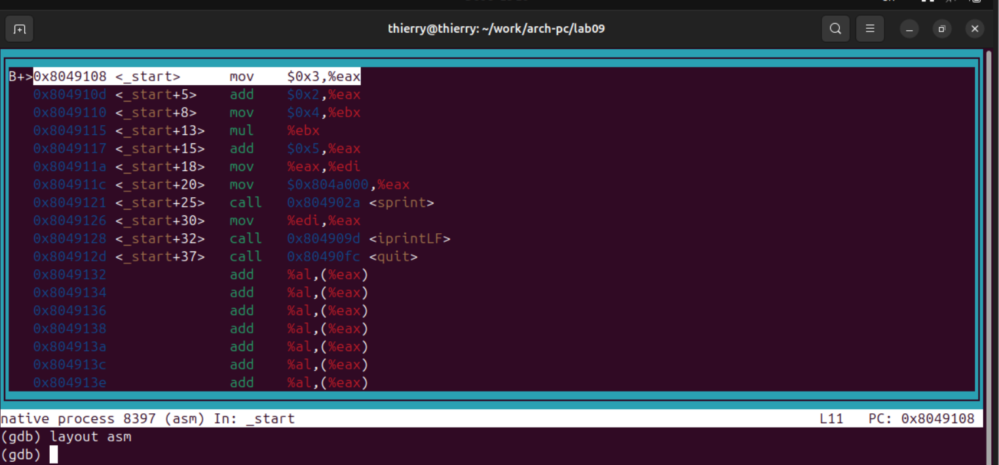 thierry@thierry: ~/work/arch-pc/lab09
B+>0x8049108 <_start> mov $0x3,%eax
0x804910d <_start+5> add $0x2,%eax
0x8049110 <_start+8> mov $0x4,%ebx
0x8049115 <_start+13> mul %ebx
0x8049117 <_start+15> add $0x5,%eax
0x804911a <_start+18> mov %eax,%edi
0x804911c <_start+20> mov $0x804a000,%eax
0x8049121 <_start+25> call 0x804902a <sprint>
0x8049126 <_start+30> mov %edi,%eax
0x8049128 <_start+32> call 0x804909d <iprintLF>
0x804912d <_start+37> call 0x80490fc <quit>
0x8049132 add %al,(%eax)
0x8049134 add %al,(%eax)
0x8049136 add %al,(%eax)
0x8049138 add %al,(%eax)
0x804913a add %al,(%eax)
0x804913c add %al,(%eax)
0x804913e add %al,(%eax)
native process 8397 (asm) In: _start L11 PC: 0x8049108
(gdb) layout asm
(gdb)